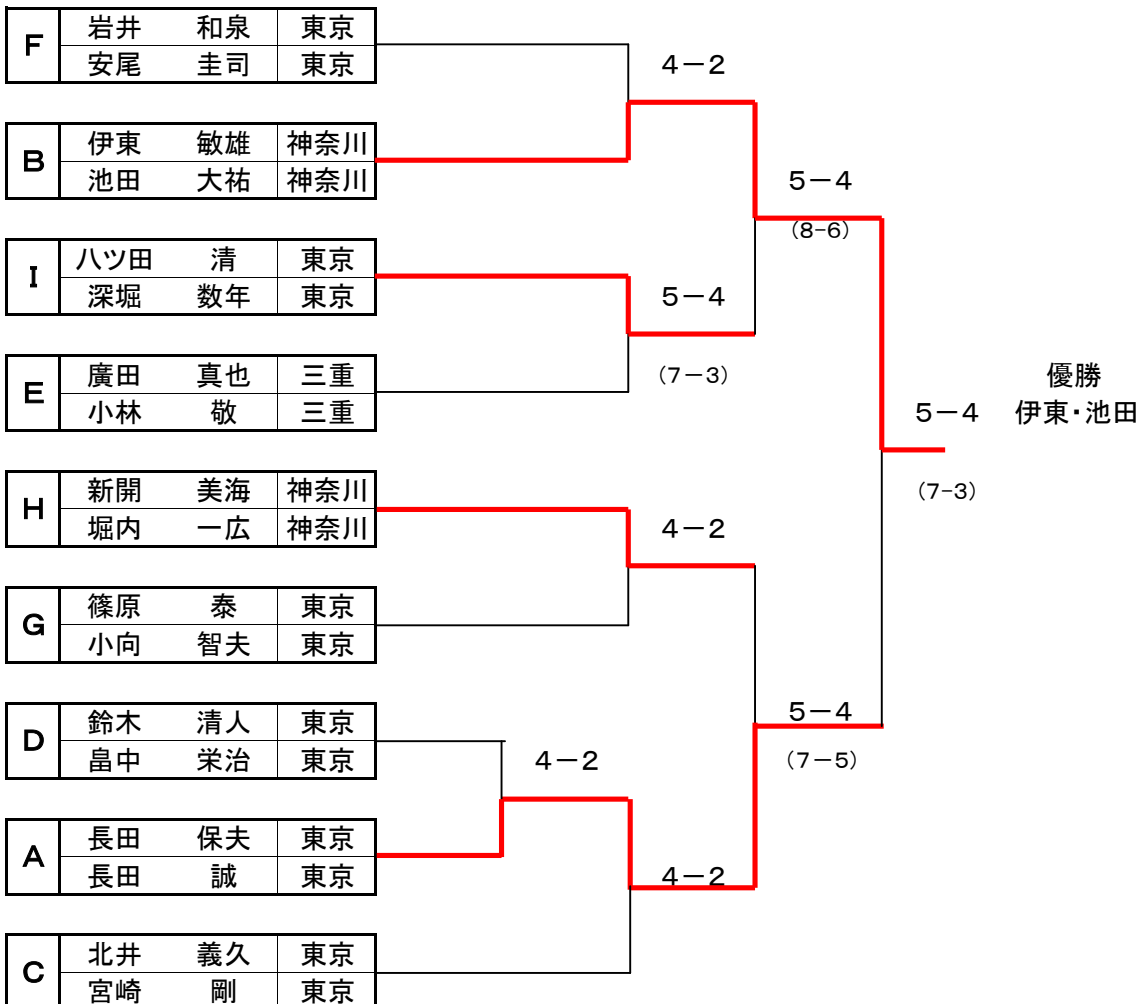 F 岩井 和泉 東京
安尾 圭司 東京
4－2
B 伊東 敏雄 神奈川
池田 大祐 神奈川
5－4
(8-6)
I 八ツ田 清 東京
深堀 数年 東京
5－4
(7－3)
E 廣田 真也 三重
小林 敬 三重
優勝
5－4 伊東・池田
(7-3)
H 新開 美海 神奈川
堀内 一広 神奈川
4－2
G 篠原 泰 東京
小向 智夫 東京
D 鈴木 清人 東京
畠中 栄治 東京
5－4
(7－5)
4－2
A 長田 保夫 東京
長田 誠 東京
4－2
C 北井 義久 東京
宮崎 剛 東京